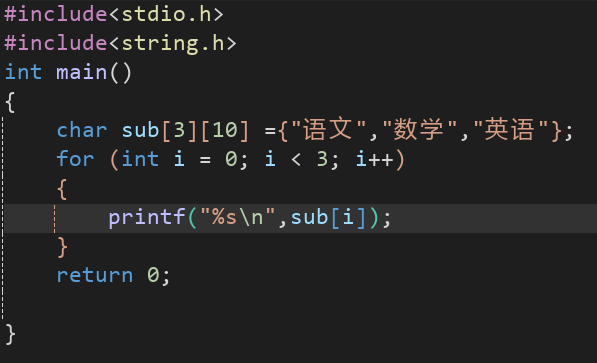 #include<stdio.h>
#include<string.h>
int main()
{
    char sub[3][10] ={"语文","数学","英语"};
    for (int i = 0; i < 3; i++)
    {
        printf("%s\n",sub[i]);
    }
    return 0;

}